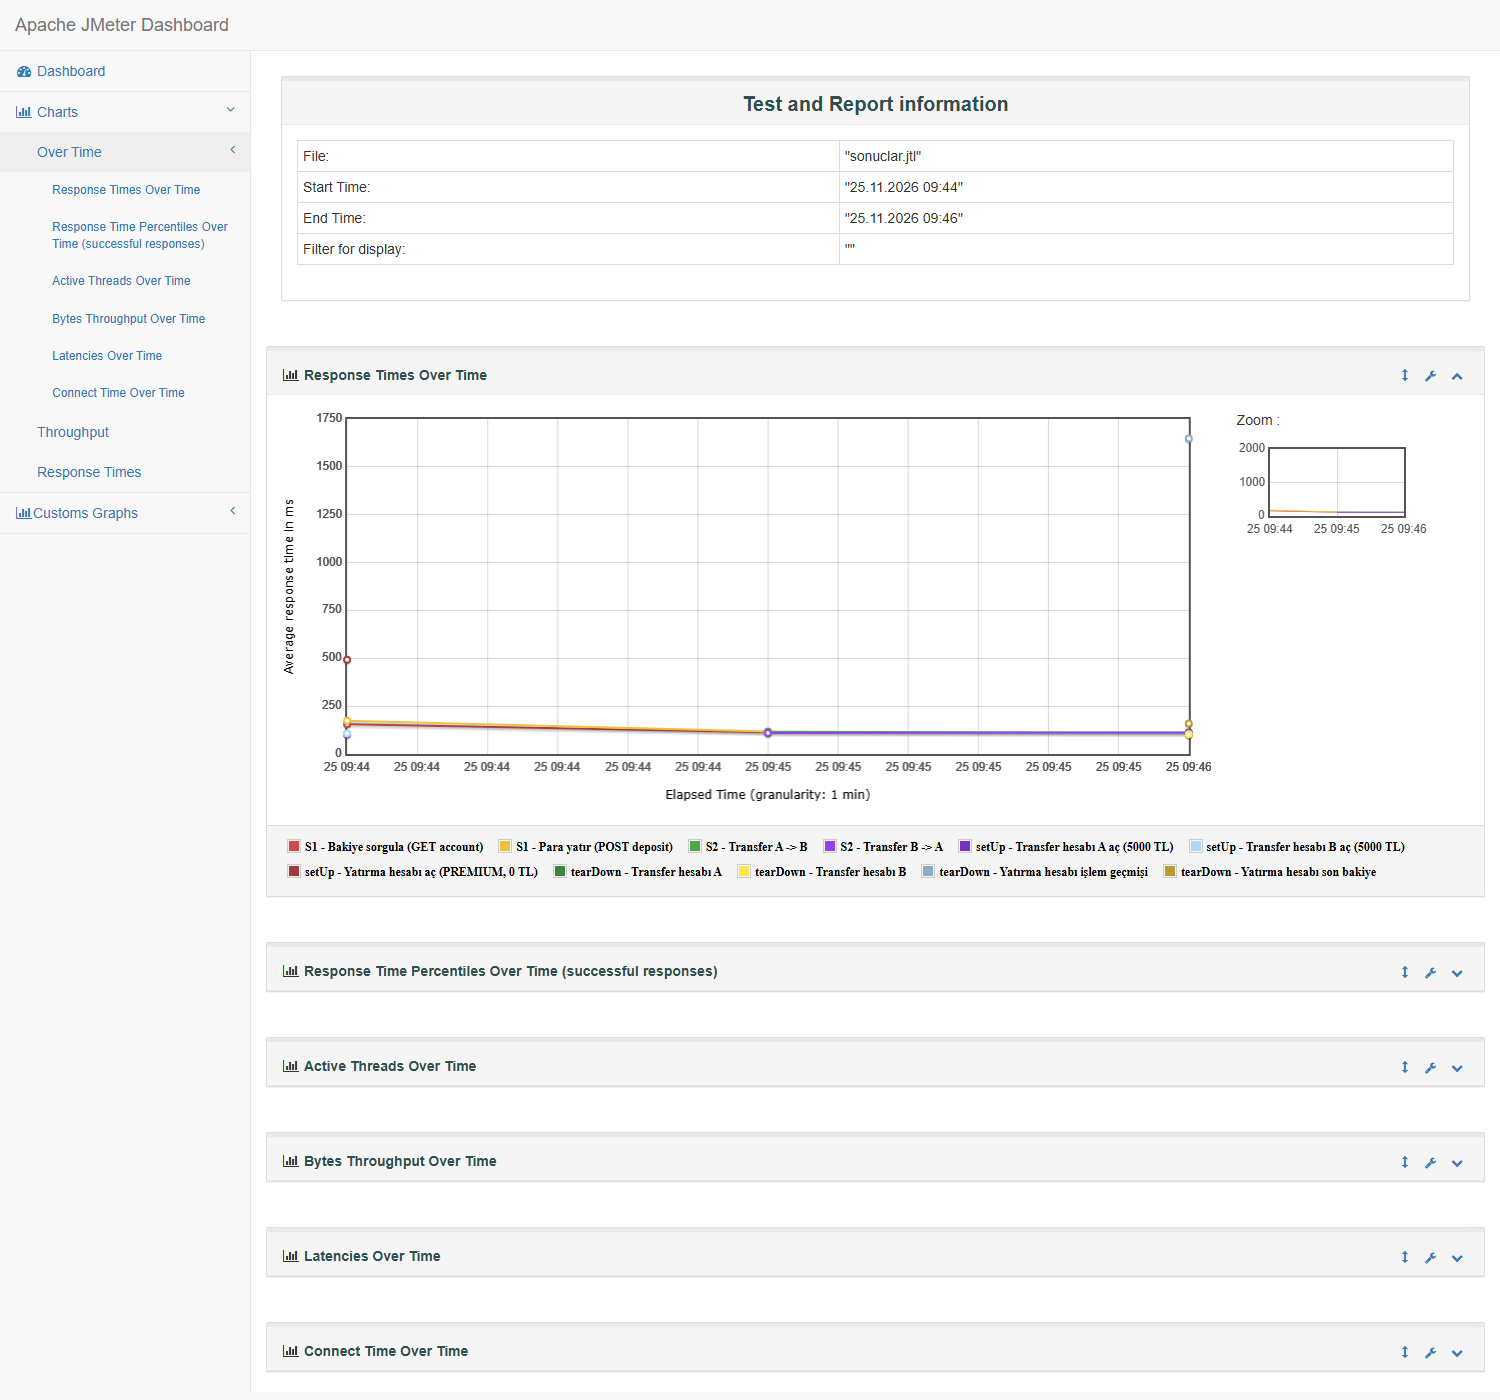 Apache JMeter Dashboard
Dashboard
Charts
Over Time
Response Times Over Time
Response Time Percentiles Over
Time (successful responses)
Active Threads Over Time
Bytes Throughput Over Time
Latencies Over Time
Connect Time Over Time
Throughput
Response Times
Customs Graphs
Test and Report information
File: "sonuclar.jtl"
Start Time: "25.11.2026 09:44"
End Time: "25.11.2026 09:46"
Filter for display: ""
Response Times Over Time
1750
1500
1250
1000
750
500
250
0
Average response time in ms
25 09:44 25 09:44 25 09:44 25 09:44 25 09:44 25 09:44 25 09:45 25 09:45 25 09:45 25 09:45 25 09:45 25 09:45 25 09:46
Elapsed Time (granularity: 1 min)
Zoom :
2000
1000
0
25 09:44 25 09:45 25 09:46
S1 - Bakiye sorgula (GET account) S1 - Para yatır (POST deposit) S2 - Transfer A -> B S2 - Transfer B -> A setUp - Transfer hesabı A aç (5000 TL) setUp - Transfer hesabı B aç (5000 TL)
setUp - Yatırma hesabı aç (PREMIUM, 0 TL) tearDown - Transfer hesabı A tearDown - Transfer hesabı B tearDown - Yatırma hesabı işlem geçmişi tearDown - Yatırma hesabı son bakiye
Response Time Percentiles Over Time (successful responses)
Active Threads Over Time
Bytes Throughput Over Time
Latencies Over Time
Connect Time Over Time